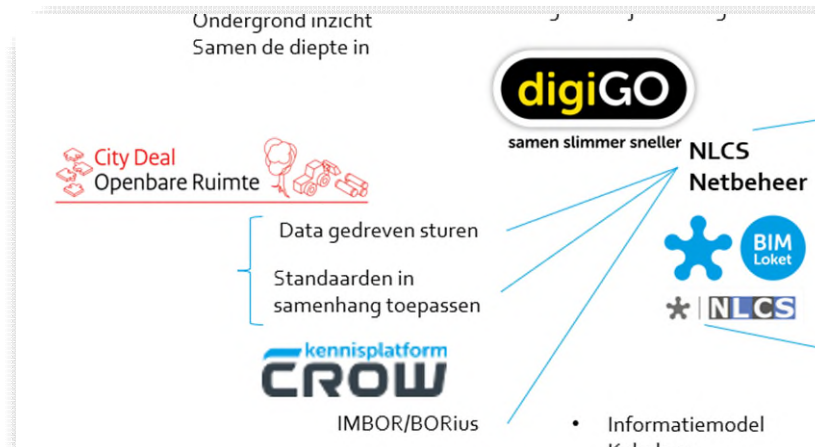 Ondergrond inzicht
Samen de diepte in
digiGO
samen slimmer sneller
NLCS
Netbeheer
City Deal
Openbare Ruimte
Data gedreven sturen
Standaarden in
samenhang toepassen
BIM
Loket
NLCS
kennisplatform
CROW
IMBOR/BORius
• Informatiemodel